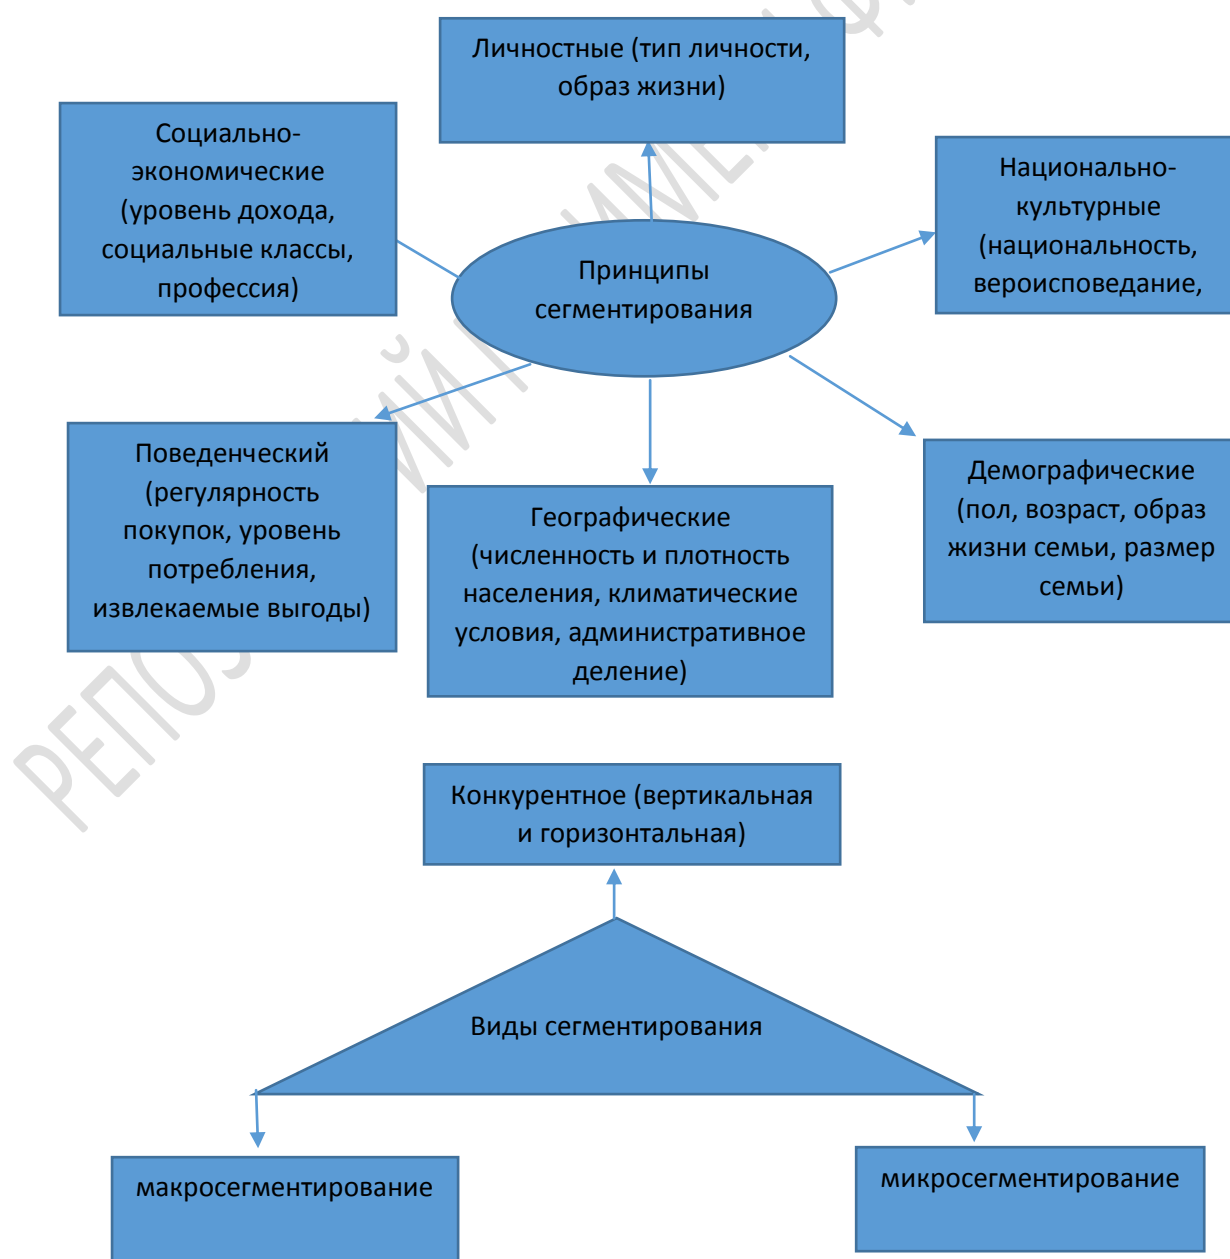 Личностные (тип личности,
образ жизни)
Социально-
экономические
(уровень дохода,
социальные классы,
профессия)
Национально-
культурные
(национальность,
вероисповедание,
Принципы
сегментирования
Поведенческий
(регулярность
покупок, уровень
потребления,
извлекаемые выгоды)
Географические
(численность и плотность
населения, климатические
условия, административное
деление)
Демографические
(пол, возраст, образ
жизни семьи, размер
семьи)
Конкурентное (вертикальная
и горизонтальная)
Виды сегментирования
макросегментирование
микросегментирование